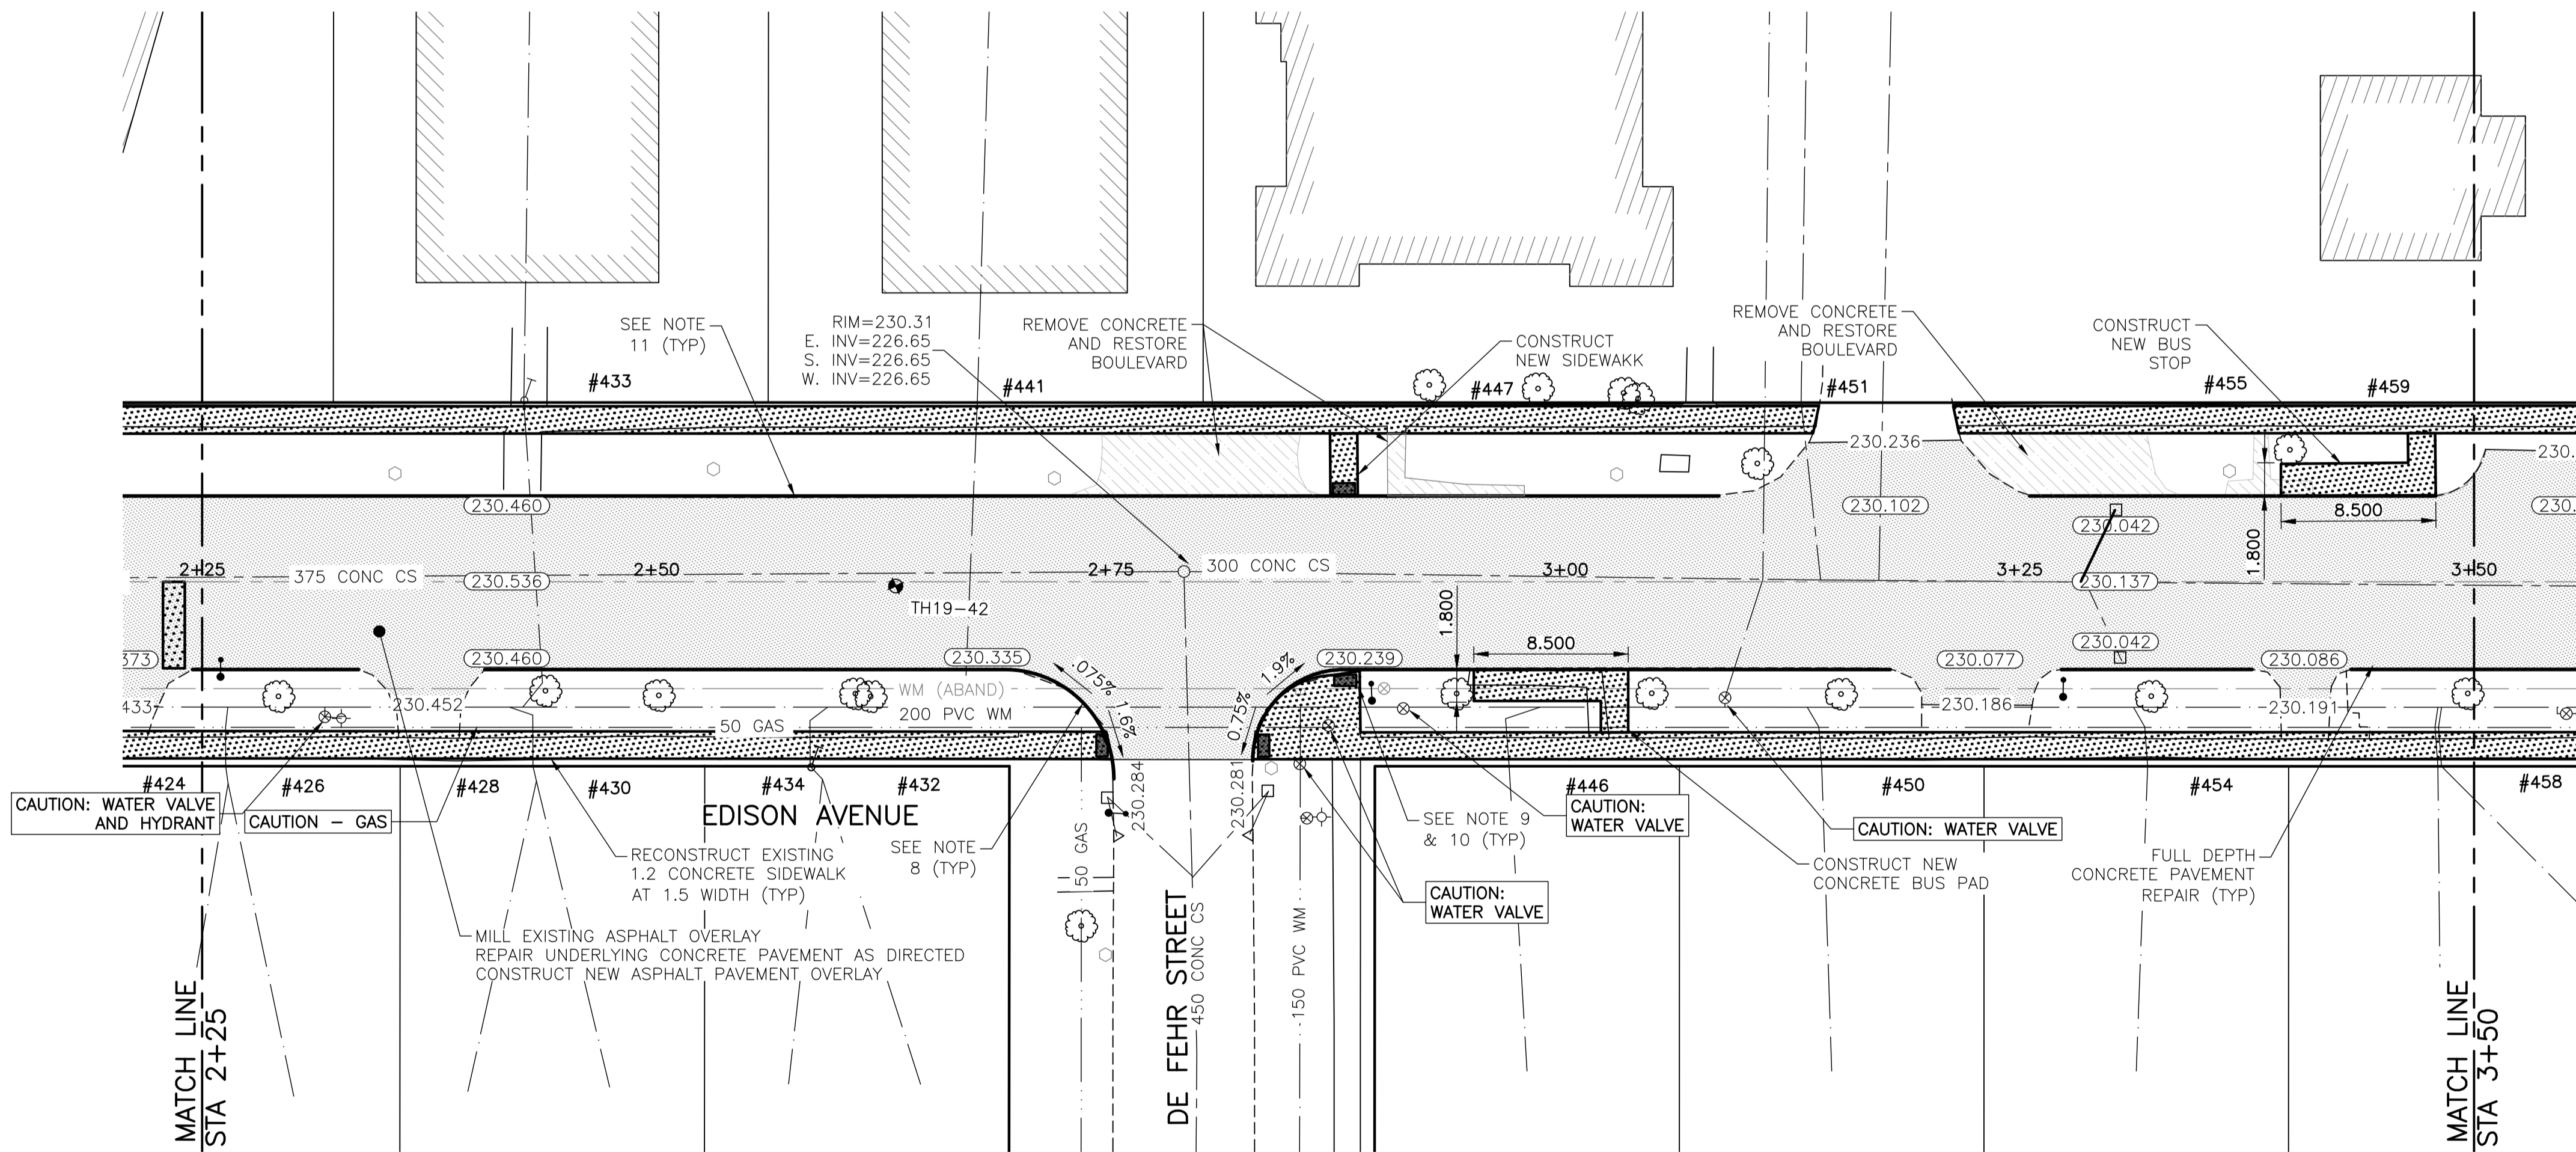 SEE NOTE
11 (TYP)
RIM=230.31
E. INV=226.65
S. INV=226.65
W. INV=226.65
REMOVE CONCRETE
AND RESTORE
BOULEVARD
CONSTRUCT
NEW SIDEWAKK
REMOVE CONCRETE
AND RESTORE
BOULEVARD
CONSTRUCT
NEW BUS
STOP
#433
#441
#447
#451
#455
#459
230.236
230.
230.460
230.102
230.042
8.500
230.
1.800
2+25
375 CONC CS
230.536
2+50
2+75
300 CONC CS
3+00
3+25
230.137
3+50
TH19-42
1.800
8.500
373
230.460
230.335
.075%
1.6%
0.75%
1.9%
230.239
230.077
230.042
230.086
433
230.452
WM (ABAND)
200 PVC WM
50 GAS
230.186
230.191
#424
#426
#428
#430
#434
#432
#446
#450
#454
#458
CAUTION: WATER VALVE
AND HYDRANT
CAUTION – GAS
EDISON AVENUE
230.284
230.281
SEE NOTE
8 (TYP)
SEE NOTE 9
& 10 (TYP)
CAUTION:
WATER VALVE
CAUTION: WATER VALVE
RECONSTRUCT EXISTING
1.2 CONCRETE SIDEWALK
AT 1.5 WIDTH (TYP)
CONSTRUCT NEW
CONCRETE BUS PAD
FULL DEPTH
CONCRETE PAVEMENT
REPAIR (TYP)
CAUTION:
WATER VALVE
50 GAS
MILL EXISTING ASPHALT OVERLAY
REPAIR UNDERLYING CONCRETE PAVEMENT AS DIRECTED
CONSTRUCT NEW ASPHALT PAVEMENT OVERLAY
DE FEHR STREET
450 CONC CS
150 PVC WM
MATCH LINE
STA 2+25
MATCH LINE
STA 3+50